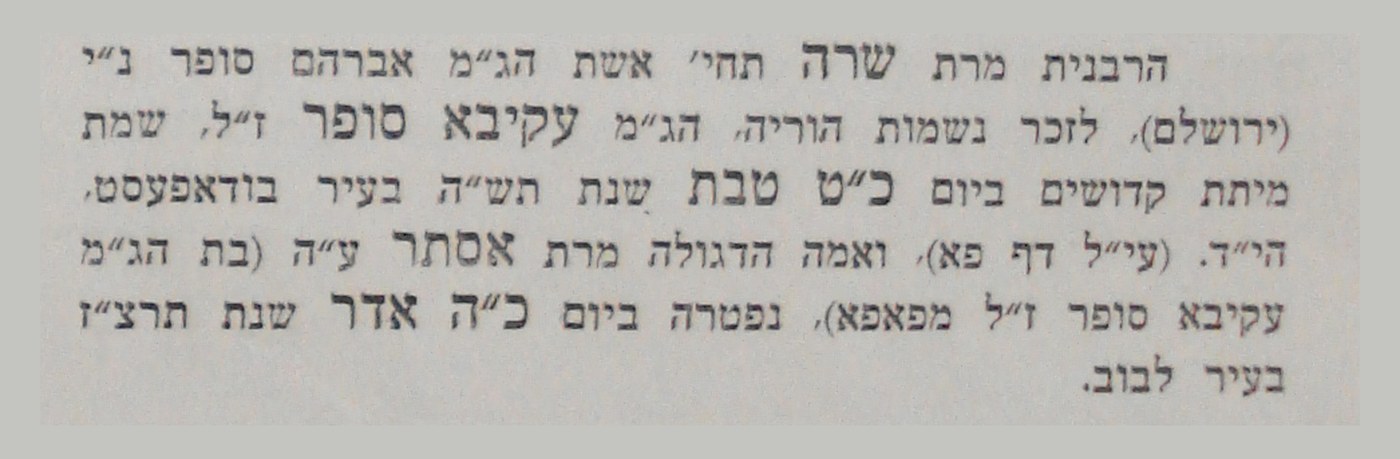 הרבנית מרת שרה תחי׳ אשת הג״מ אברהם סופר נ״י
(ירושלם), לזכר נשמות הוריה, הג״מ עקיבא סופר ז״ל, שמת
מיתת קדושים ביום כ״ט טבת שנת תש״ה בעיר בודאפעסט,
הי״ד. (עי״ל דף פא), ואמה הדגולה מרת אסתר ע״ה (בת הג״מ
עקיבא סופר ז״ל מפאפא), נפטרה ביום כ״ה אדר שנת תרצ״ז
בעיר לבוב.